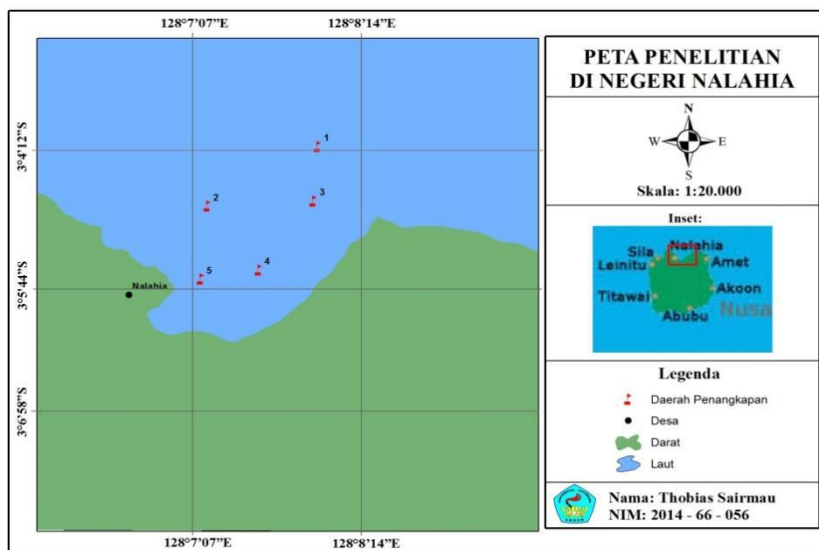 128°7'07"E 128°8'14"E
3°4'12"S
3°5'44"S
3°6'58"S
1
2
3
4
5
Nalahia
128°7'07"E 128°8'14"E
PETA PENELITIAN
DI NEGERI NALAHIA
N
W E
S
Skala: 1:20.000
Inset:
Nalahia
Sila
Leinitu
Amet
Titawai
Akoon
Nusa
Abubu
Legenda
Daerah Penangkapan
Desa
Darat
Laut
Nama: Thobias Sairmau
NIM: 2014 - 66 - 056